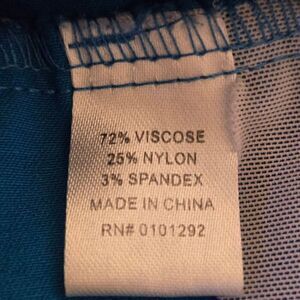 72% VISCOSE
25% NYLON
3% SPANDEX
MADE IN CHINA
RN# 0101292